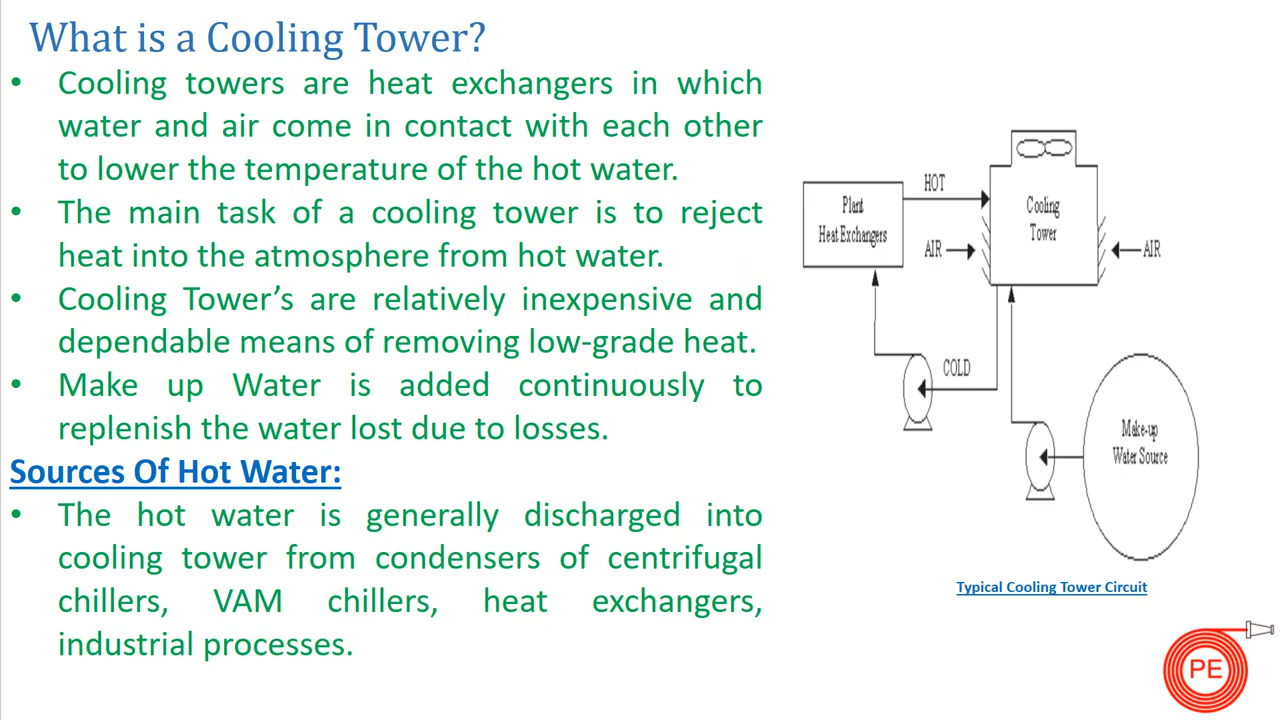 What is a Cooling Tower?
• Cooling towers are heat exchangers in which
water and air come in contact with each other
to lower the temperature of the hot water.
• The main task of a cooling tower is to reject
heat into the atmosphere from hot water.
• Cooling Tower’s are relatively inexpensive and
dependable means of removing low-grade heat.
• Make up Water is added continuously to
replenish the water lost due to losses.
Sources Of Hot Water:
• The hot water is generally discharged into
cooling tower from condensers of centrifugal
chillers, VAM chillers, heat exchangers,
industrial processes.
Plant
Heat Exchangers
HOT
Cooling
Tower
AIR
AIR
COLD
Make-up
Water Source
Typical Cooling Tower Circuit
PE